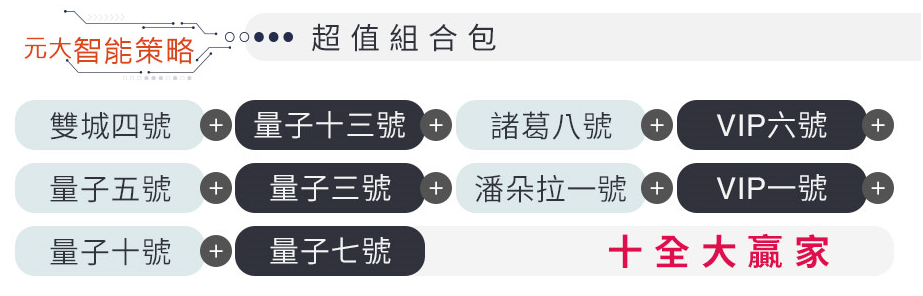 元大智能策略 超值組合包
雙城四號 + 量子十三號 + 諸葛八號 + VIP六號 +
量子五號 + 量子三號 + 潘朵拉一號 + VIP一號 +
量子十號 + 量子七號 十全大贏家